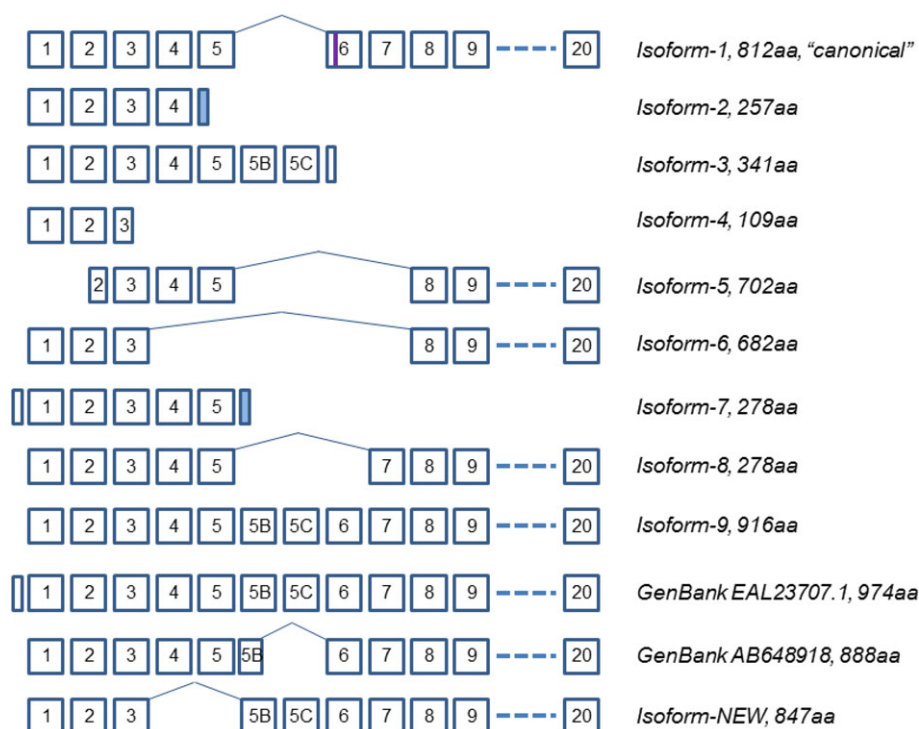 1 2 3 4 5 6 7 8 9 20 Isoform-1, 812aa, “canonical”
1 2 3 4 Isoform-2, 257aa
1 2 3 4 5 5B 5C Isoform-3, 341aa
1 2 3 Isoform-4, 109aa
2 3 4 5 8 9 20 Isoform-5, 702aa
1 2 3 8 9 20 Isoform-6, 682aa
1 2 3 4 5 Isoform-7, 278aa
1 2 3 4 5 7 8 9 20 Isoform-8, 278aa
1 2 3 4 5 5B 5C 6 7 8 9 20 Isoform-9, 916aa
1 2 3 4 5 5B 5C 6 7 8 9 20 GenBank EAL23707.1, 974aa
1 2 3 4 5 5B 6 7 8 9 20 GenBank AB648918, 888aa
1 2 3 5B 5C 6 7 8 9 20 Isoform-NEW, 847aa